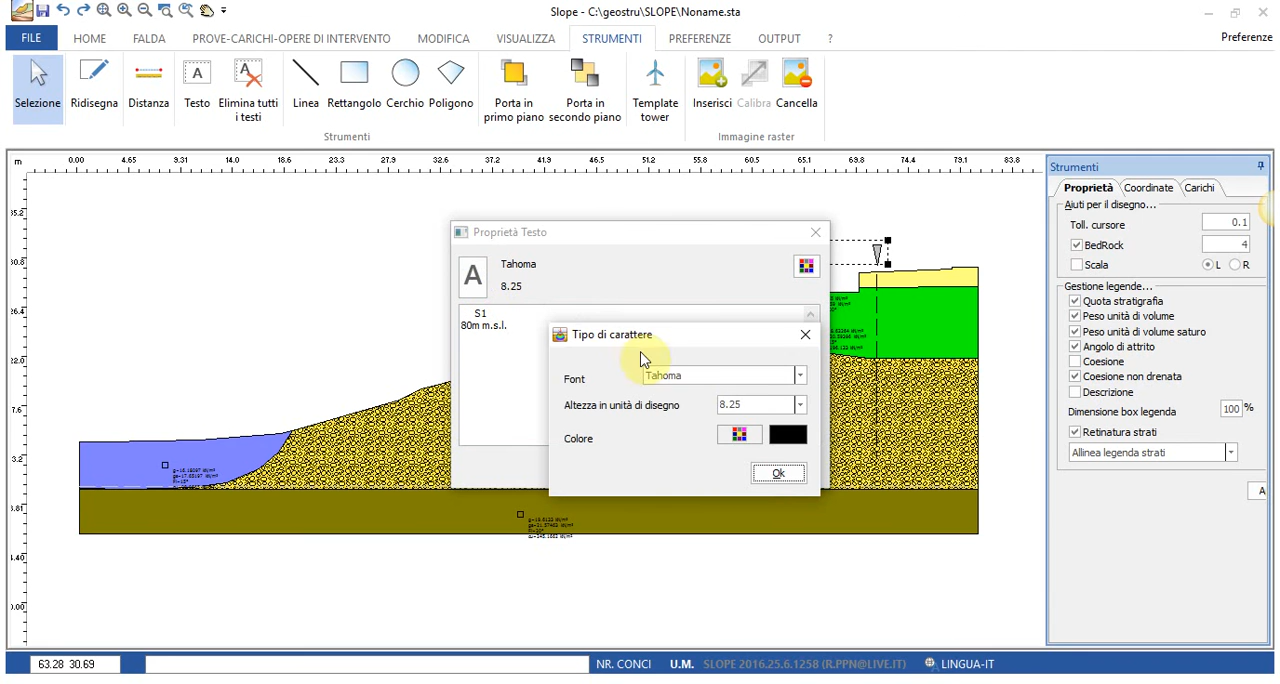 Slope - C:\geostru\SLOPE\Noname.sta
FILE HOME FALDA PROVE-CARICHI-OPERE DI INTERVENTO MODIFICA VISUALIZZA STRUMENTI PREFERENZE OUTPUT ? Preferenze
Selezione Ridisegna Distanza Testo Elimina tutti i testi Linea Rettangolo Cerchio Poligono Porta in primo piano Porta in secondo piano Template tower Inserisci Calibra Cancella
Strumenti Immagine raster
m 0.00 4.65 9.31 14.0 18.6 23.3 27.9 32.6 37.2 41.9 46.5 51.2 55.8 60.5 65.1 69.8 74.4 79.1 83.8
Strumenti
Proprietà Coordinate Carichi
Ajuti per il disegno...
Toll. cursore 0.1
BedRock 4
Scala L R
Gestione legende...
Quota stratigrafia
Peso unità di volume
Peso unità di volume saturo
Angolo di attrito
Coesione
Coesione non drenata
Descrizione
Dimensione box legenda 100 %
Retinatura strati
Allinea legenda strati
A
Proprietà Testo
A
Tahoma
8.25
S1
80m m.s.l.
Tipo di carattere
Font Tahoma
Altezza in unità di disegno 8.25
Colore
Ok
63.28 30.69 NR. CONCI U.M. SLOPE 2016.25.6.1258 (R.PPN@LIVE.IT) LINGUA-IT